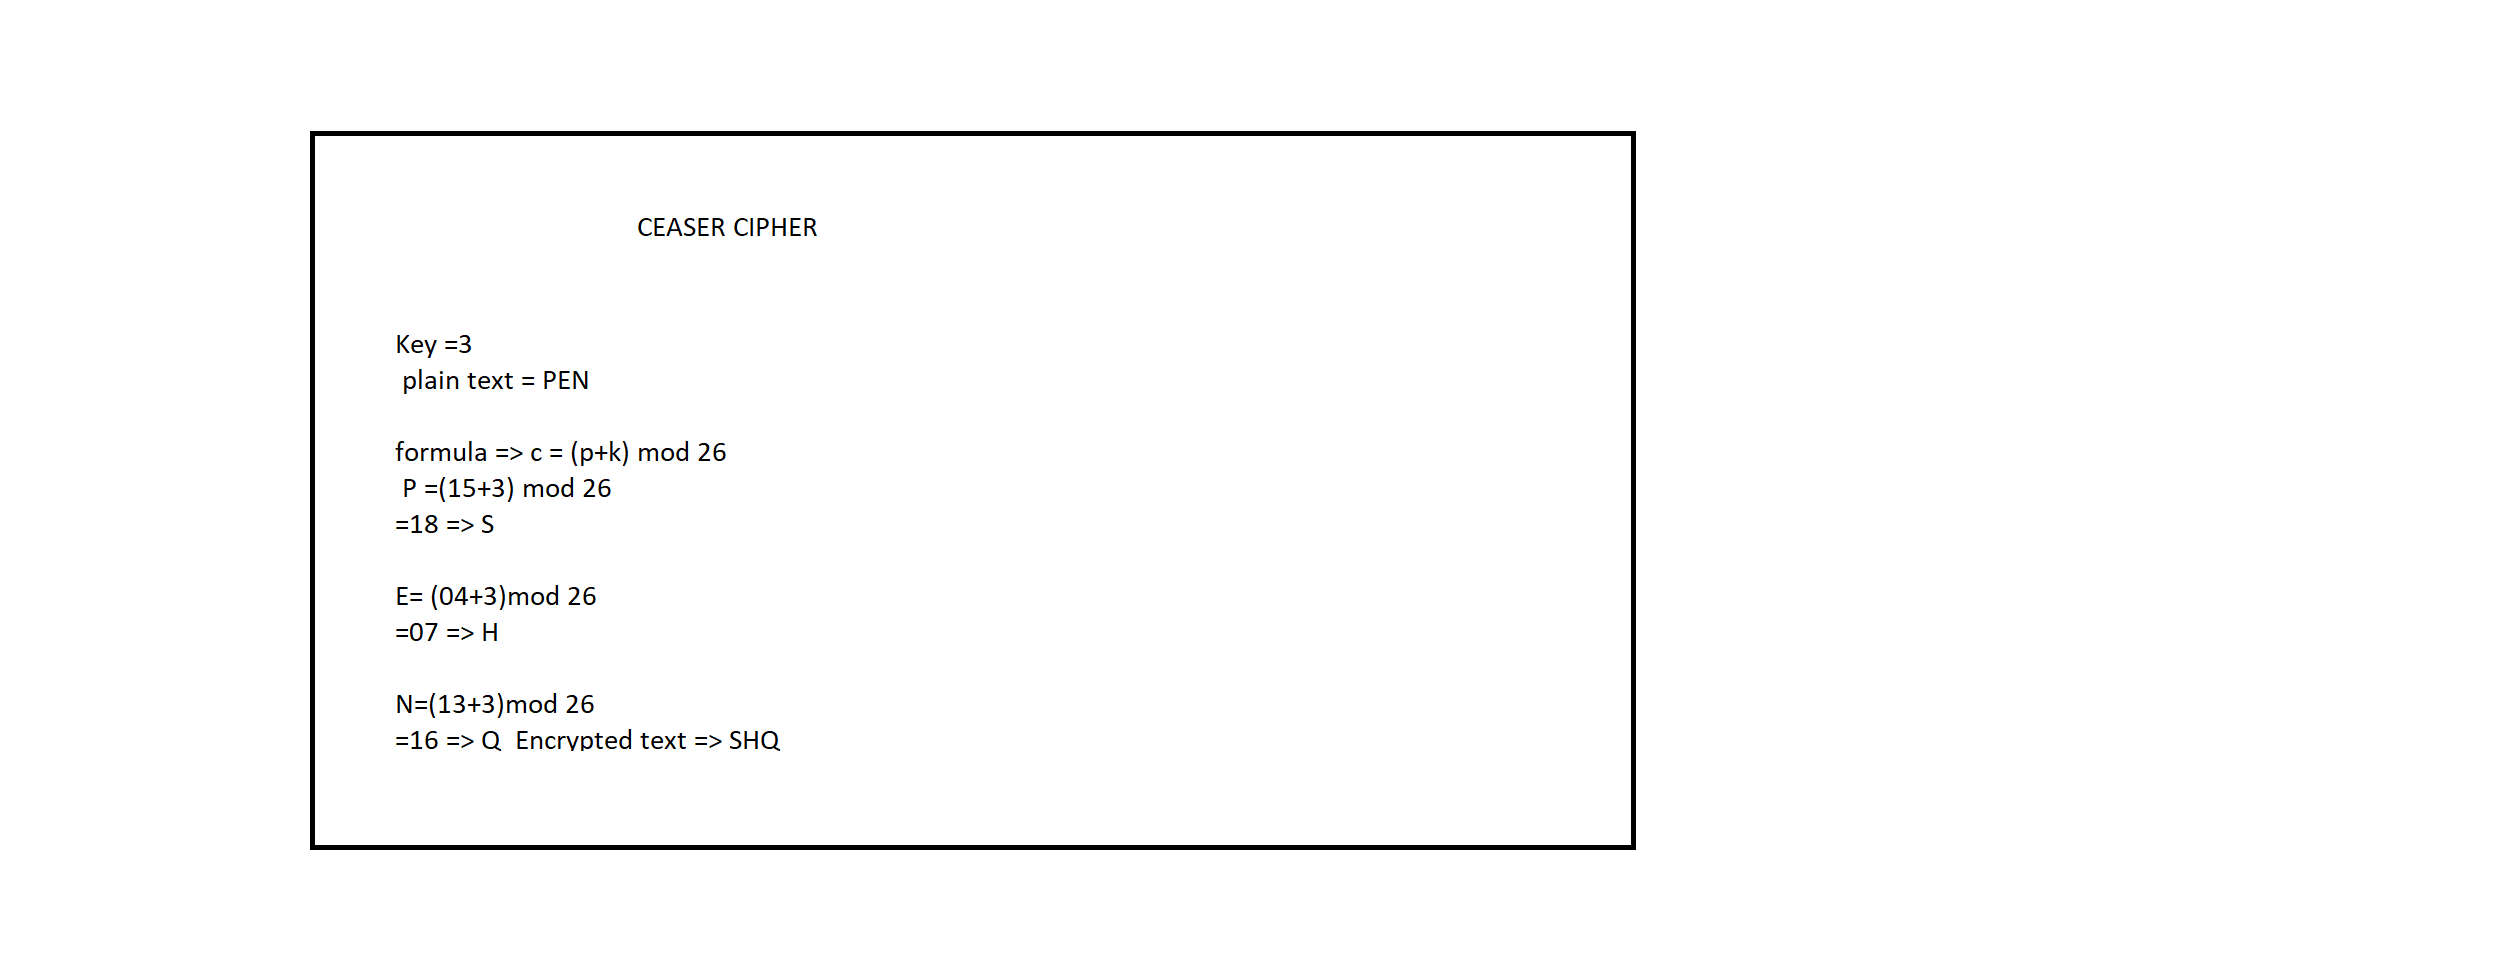 CEASER CIPHER
Key =3
plain text = PEN
formula => c = (p+k) mod 26
P =(15+3) mod 26
=18 => S
E= (04+3)mod 26
=07 => H
N=(13+3)mod 26
=16 => Q  Encrypted text => SHQ